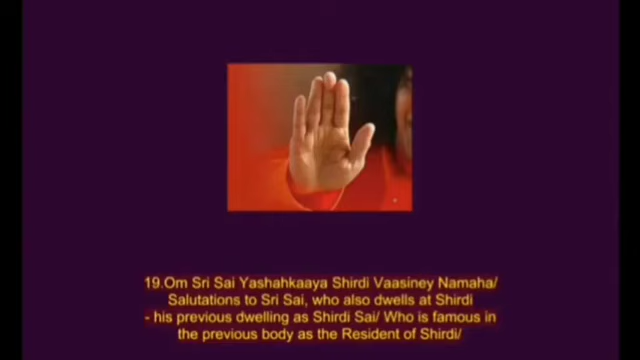 19.Om Sri Sai Yashahkaaya Shirdi Vaasiney Namaha/
Salutations to Sri Sai, who also dwells at Shirdi
- his previous dwelling as Shirdi Sai/ Who is famous in
the previous body as the Resident of Shirdi/